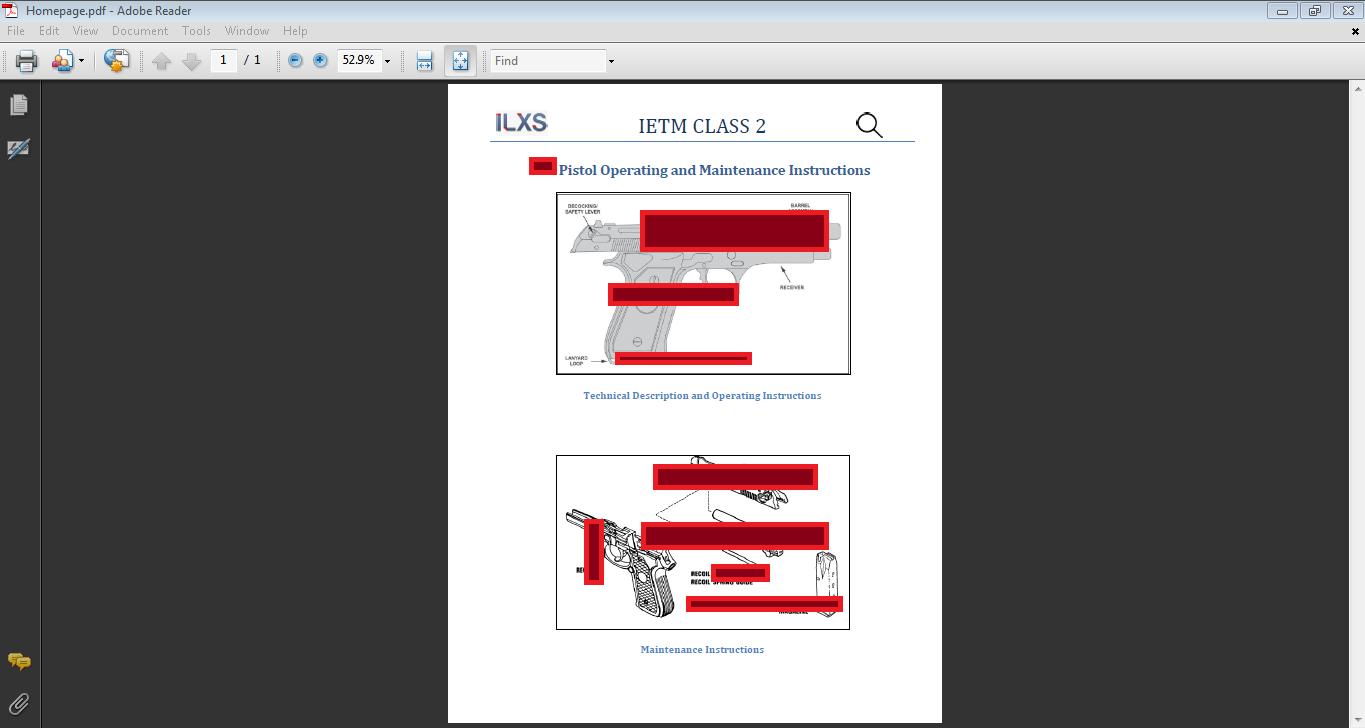 Homepage.pdf - Adobe Reader
File Edit View Document Tools Window Help
1 / 1 52.9% Find
ILXS IETM CLASS 2
Pistol Operating and Maintenance Instructions
DECOCKING/
SAFETY LEVER
BARREL
RECEIVER
LANYARD
LOOP
Technical Description and Operating Instructions
RECOIL
RECOIL SPRING GUIDE
MAGAZINE
Maintenance Instructions